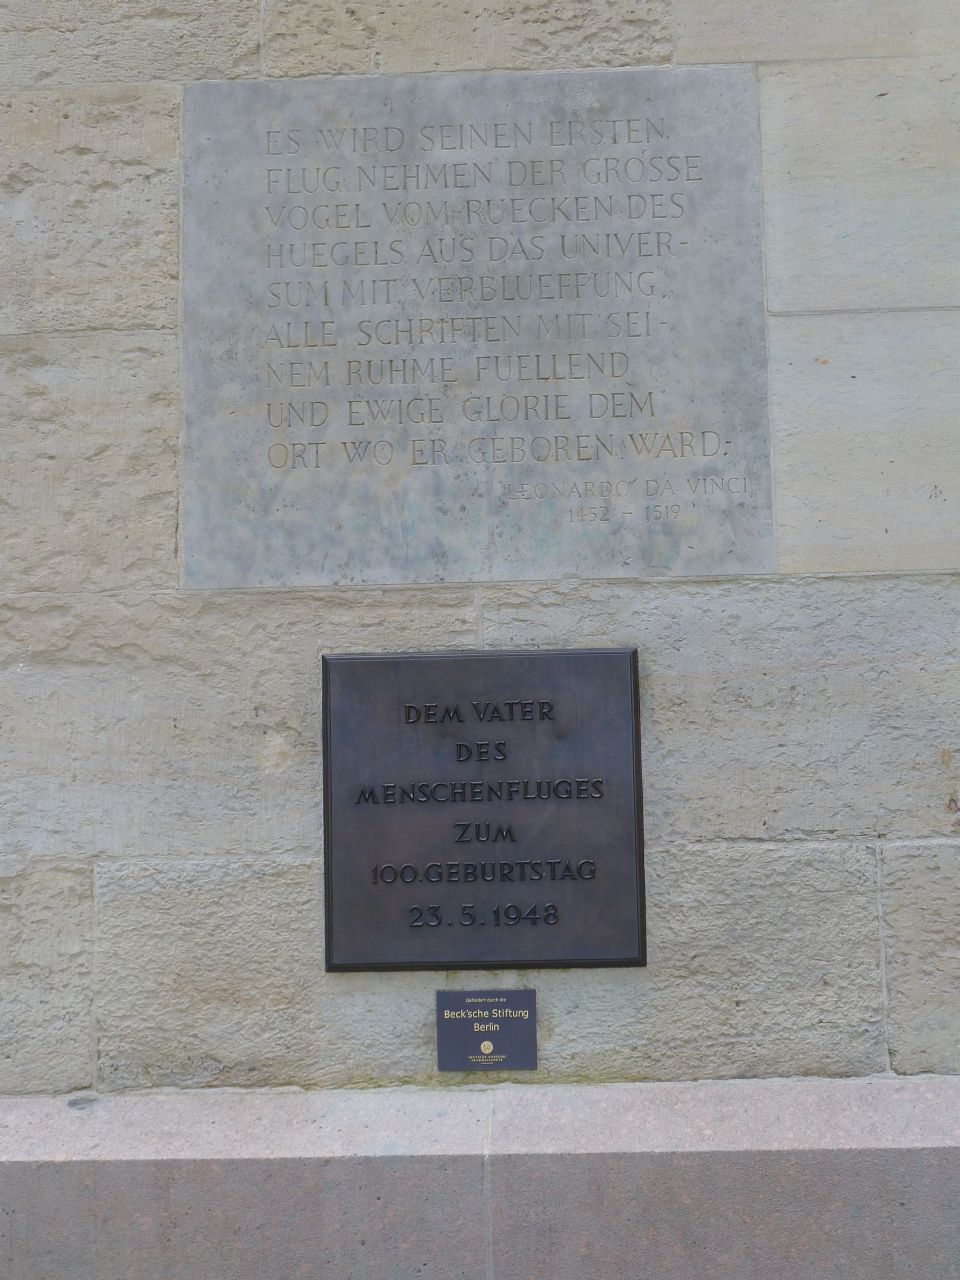 ES WIRD SEINEN ERSTEN
FLUG NEHMEN DER GROSSE
VOGEL VOM RUECKEN DES
HUEGELS AUS DAS UNIVER-
SUM MIT VERBLUEFFUNG,
ALLE SCHRIFTEN MIT SEI-
NEM RUHME FUELLEND
UND EWIGE GLORIE DEM
ORT WO ER GEBOREN WARD.
LEONARDO DA VINCI
1452 - 1519
DEM VATER
DES
MENSCHENFLUGES
ZUM
100.GEBURTSTAG
23.5.1948
Gefördert durch die
Beck'sche Stiftung
Berlin
DEUTSCHE STIFTUNG
DENKMALSCHUTZ